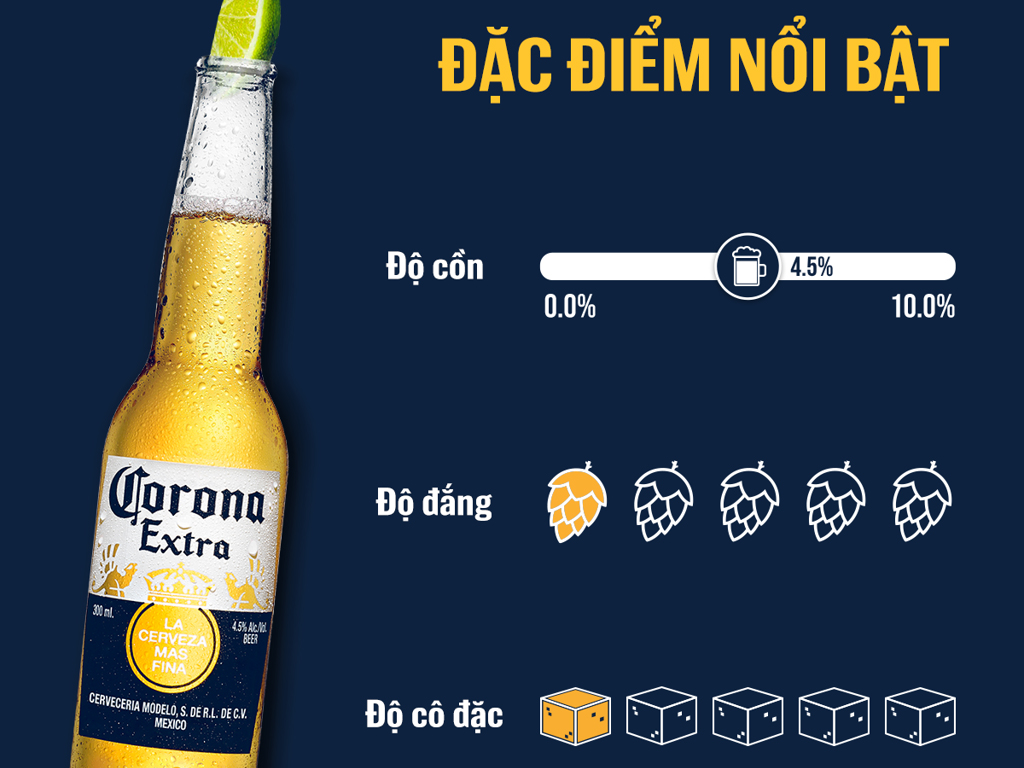 ĐẶC ĐIỂM NỔI BẬT
Độ cồn
4.5%
0.0%
10.0%
Độ đắng
Độ cô đặc
Corona
Extra
300 ml.
4.5% Alc./Vol.
BEER
LA
CERVEZA
MAS
FINA
CERVECERIA MODELO, S. DE R.L. DE C.V.
MEXICO